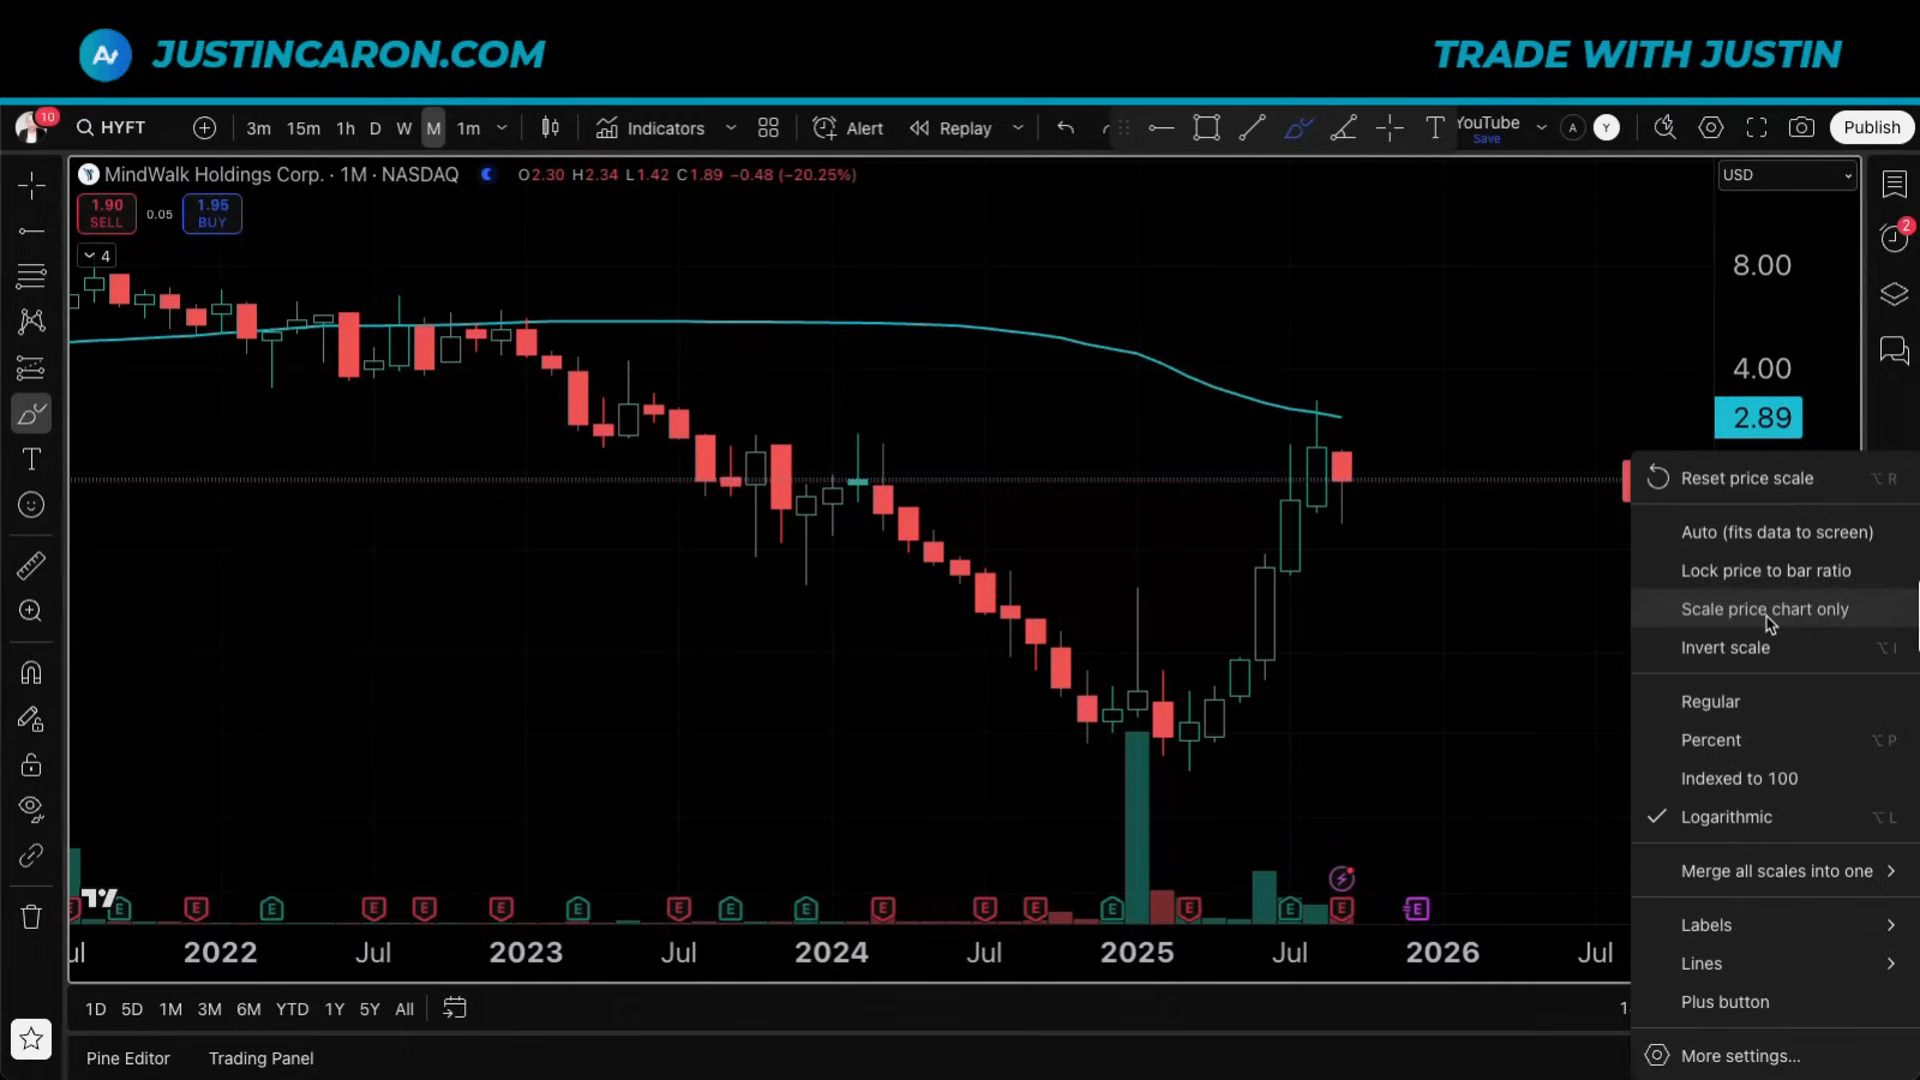 JUSTINCARON.COM
TRADE WITH JUSTIN
10
HYFT
3m 15m 1h D W M 1m
Indicators
Alert
Replay
T
YouTube
Save
A
Y
Publish
MindWalk Holdings Corp. · 1M · NASDAQ
O2.30 H2.34 L1.42 C1.89 −0.48 (−20.25%)
USD
1.90
SELL
0.05
1.95
BUY
4
2
8.00
4.00
2.89
Reset price scale ⌥ R
Auto (fits data to screen)
Lock price to bar ratio
Scale price chart only
Invert scale ⌥ I
Regular
Percent ⌥ P
Indexed to 100
Logarithmic ⌥ L
Merge all scales into one
Labels
Lines
Plus button
More settings...
E E E E E E E E E E E E E E E E E E
2022 Jul 2023 Jul 2024 Jul 2025 Jul 2026 Jul
1D 5D 1M 3M 6M YTD 1Y 5Y All
Pine Editor
Trading Panel